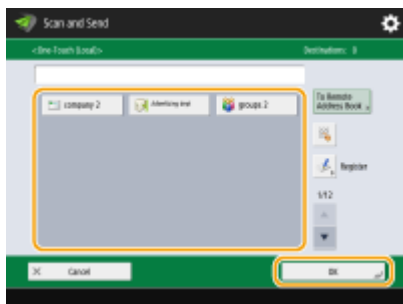 Scan and Send
<One-Touch (Local)>
Destinations: 0
company 2
Advertising dept
groups 2
To Remote
Address Book
Register
1/12
Cancel
OK